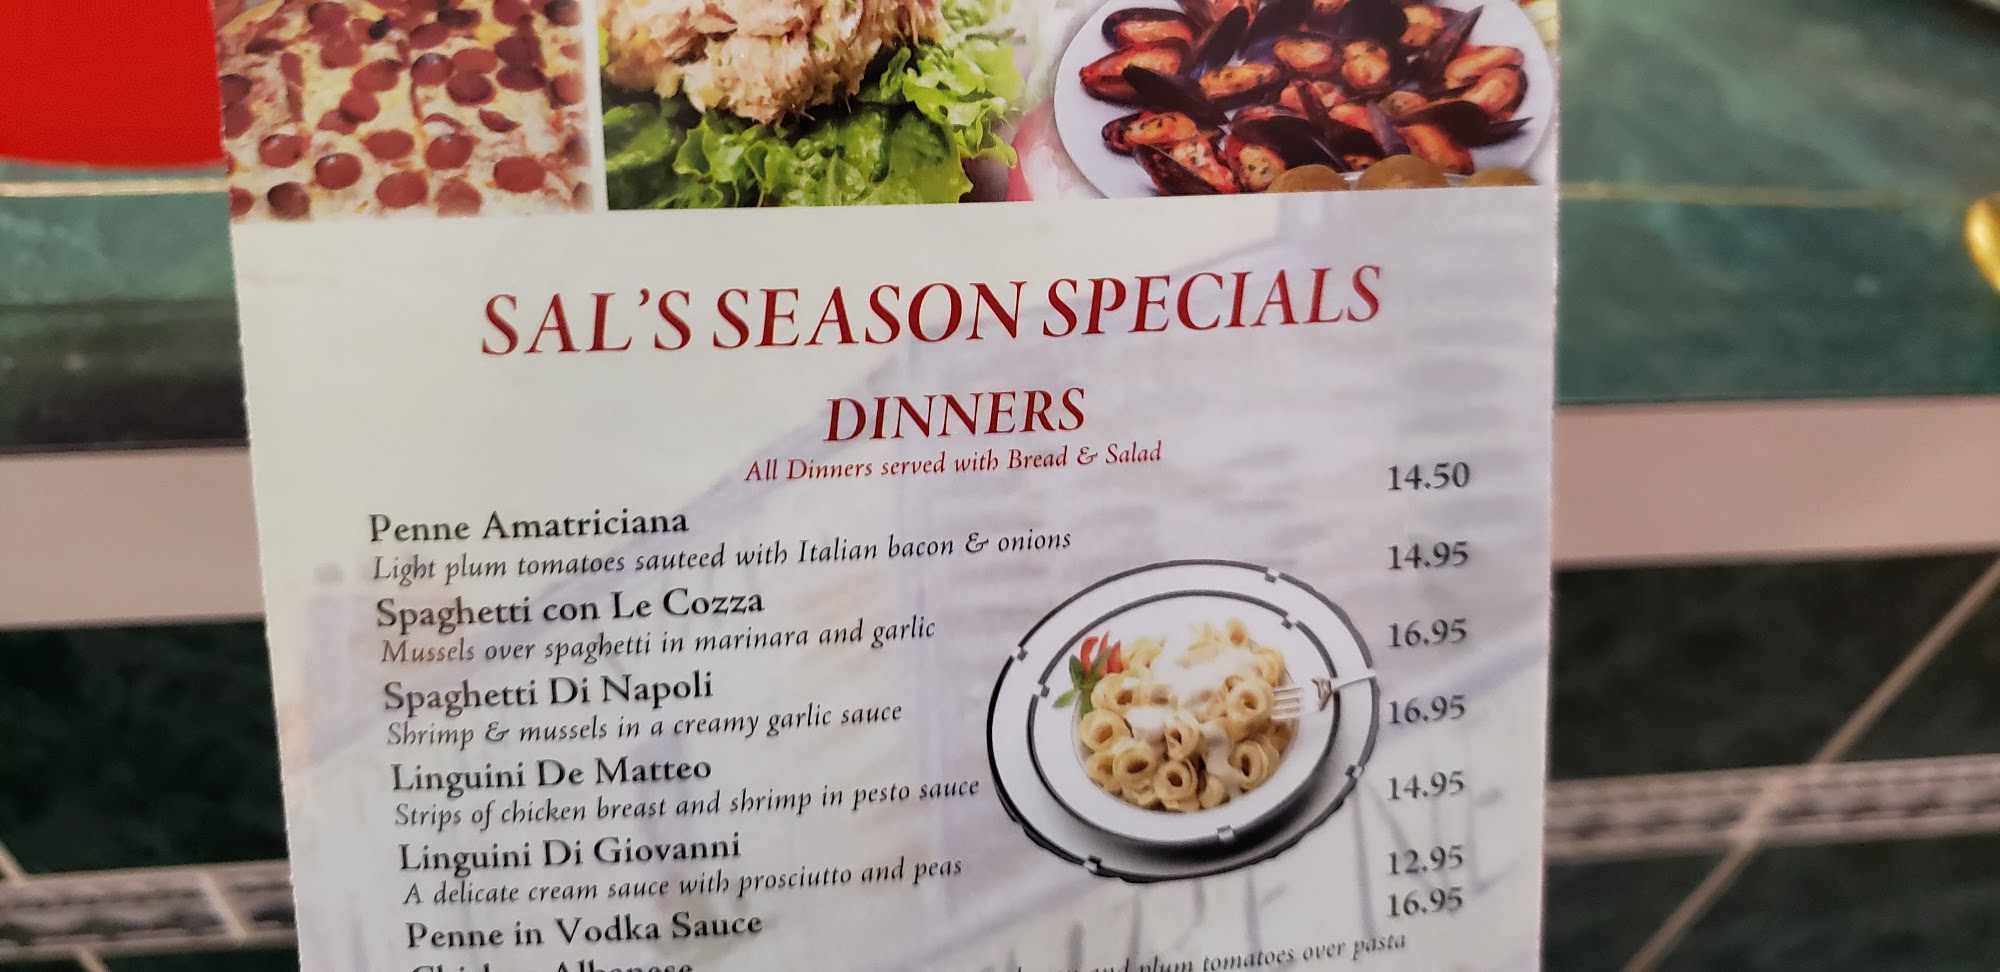 SAL'S SEASON SPECIALS
DINNERS
All Dinners served with Bread & Salad
Penne Amatriciana 14.50
Light plum tomatoes sauteed with Italian bacon & onions
Spaghetti con Le Cozza 14.95
Mussels over spaghetti in marinara and garlic
Spaghetti Di Napoli 16.95
Shrimp & mussels in a creamy garlic sauce
Linguini De Matteo 16.95
Strips of chicken breast and shrimp in pesto sauce
Linguini Di Giovanni 14.95
A delicate cream sauce with prosciutto and peas
Penne in Vodka Sauce 12.95
Chicken Albanese 16.95
and plum tomatoes over pasta